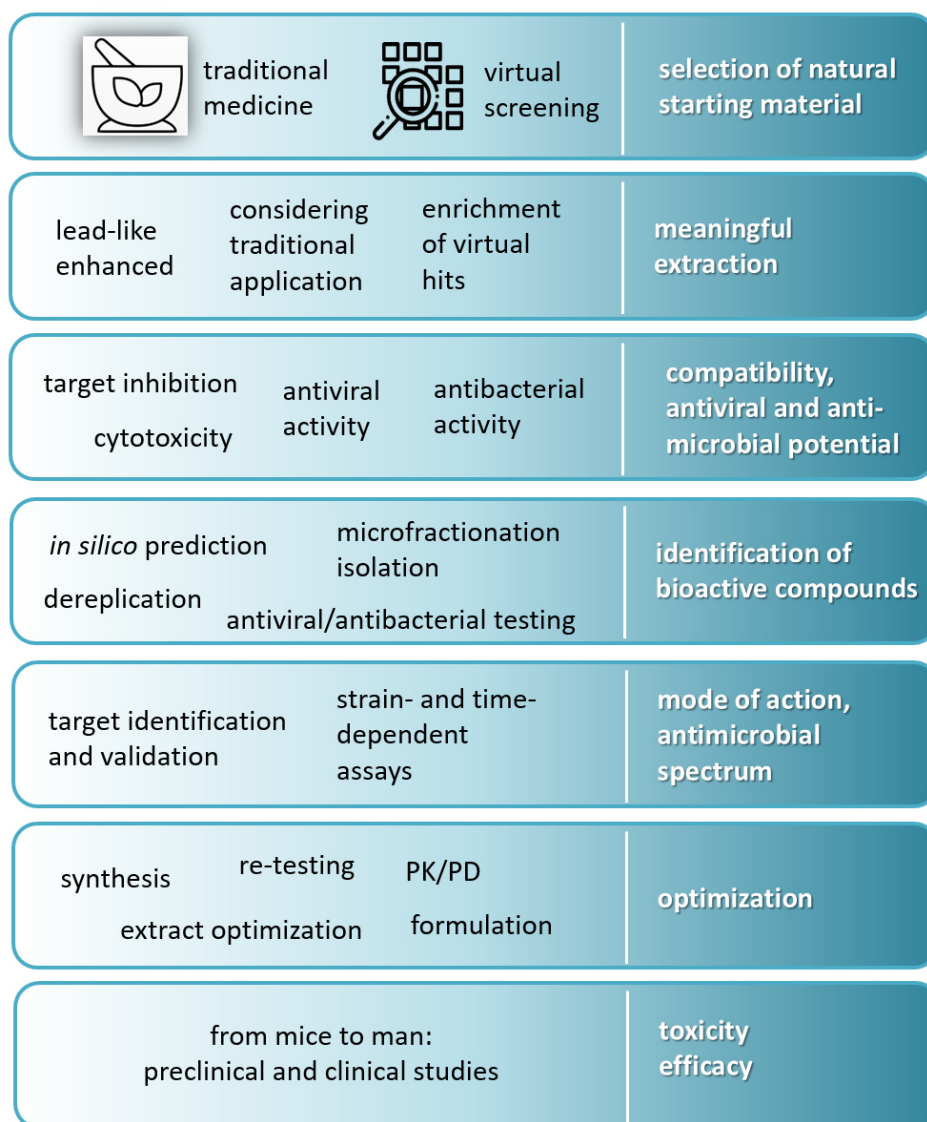 traditional
medicine
virtual
screening
selection of natural
starting material
lead-like
enhanced
considering
traditional
application
enrichment
of virtual
hits
meaningful
extraction
target inhibition
cytotoxicity
antiviral
activity
antibacterial
activity
compatibility,
antiviral and anti-
microbial potential
in silico prediction
dereplication
microfractionation
isolation
antiviral/antibacterial testing
identification of
bioactive compounds
target identification
and validation
strain- and time-
dependent
assays
mode of action,
antimicrobial
spectrum
synthesis
re-testing
PK/PD
extract optimization
formulation
optimization
from mice to man:
preclinical and clinical studies
toxicity
efficacy